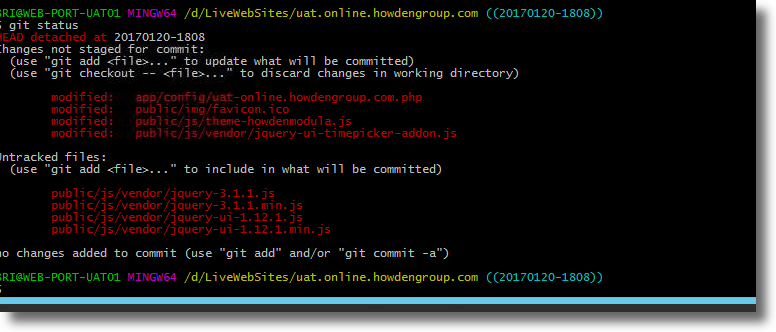 BRI@WEB-PORT-UAT01 MINGW64 /d/LiveWebSites/uat.online.howdengroup.com ((20170120-1808))
$ git status
HEAD detached at 20170120-1808
Changes not staged for commit:
(use "git add <file>..." to update what will be committed)
(use "git checkout -- <file>..." to discard changes in working directory)
modified: app/config/uat-online.howdengroup.com.php
modified: public/img/favicon.ico
modified: public/js/theme-howdenmodula.js
modified: public/js/vendor/jquery-ui-timepicker-addon.js
Untracked files:
(use "git add <file>..." to include in what will be committed)
public/js/vendor/jquery-3.1.1.js
public/js/vendor/jquery-3.1.1.min.js
public/js/vendor/jquery-ui-1.12.1.js
public/js/vendor/jquery-ui-1.12.1.min.js
no changes added to commit (use "git add" and/or "git commit -a")
BRI@WEB-PORT-UAT01 MINGW64 /d/LiveWebSites/uat.online.howdengroup.com ((20170120-1808))
$